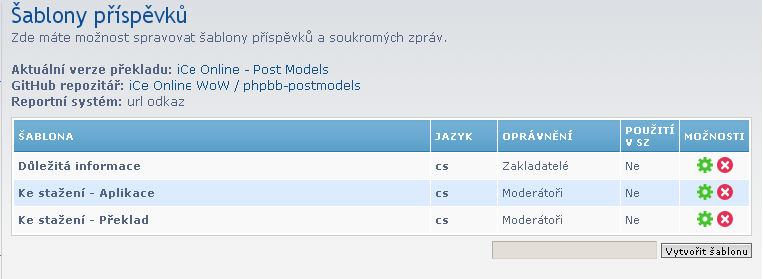 Šablony příspěvků
Zde máte možnost spravovat šablony příspěvků a soukromých zpráv.
Aktuální verze překladu: iCe Online - Post Models
GitHub repozitář: iCe Online WoW / phpbb-postmodels
Reportní systém: url odkaz
ŠABLONA JAZYK OPRÁVNĚNÍ POUŽITÍ V SZ MOŽNOSTI
Důležitá informace cs Zakladatelé Ne
Ke stažení - Aplikace cs Moderátoři Ne
Ke stažení - Překlad cs Moderátoři Ne
Vytvořit šablonu